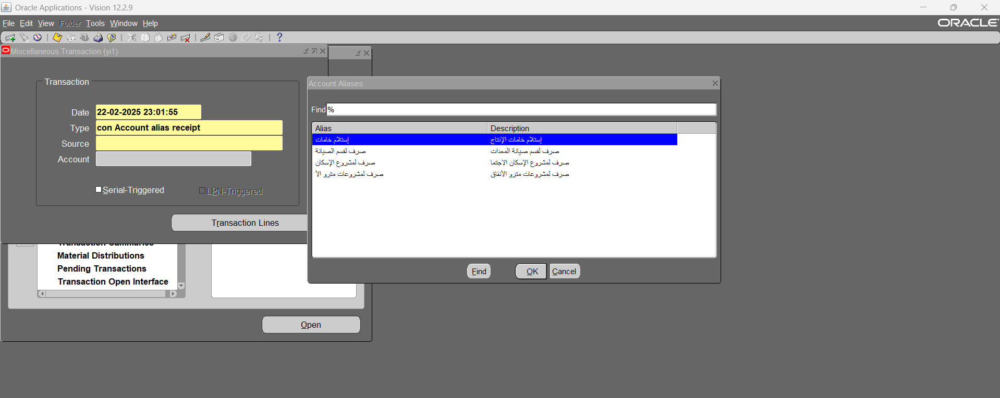 Oracle Applications - Vision 12.2.9
File Edit View Folder Tools Window Help
ORACLE
Miscellaneous Transaction (yi1)
Transaction
Date 22-02-2025 23:01:55
Type con Account alias receipt
Source
Account
Serial-Triggered LPN-Triggered
Transaction Lines
Transaction Summaries
Material Distributions
Pending Transactions
Transaction Open Interface
Open
Account Aliases
Find %
Alias Description
إستلام خامات إستلام خامات الإنتاج
صرف لقسم الصيانة صرف لقسم صيانة المعدات
صرف لمشروع الإسكان صرف لمشروع الإسكان الاجتما
صرف لمشروعات مترو الأ صرف لمشروعات مترو الأنفاق
Find OK Cancel